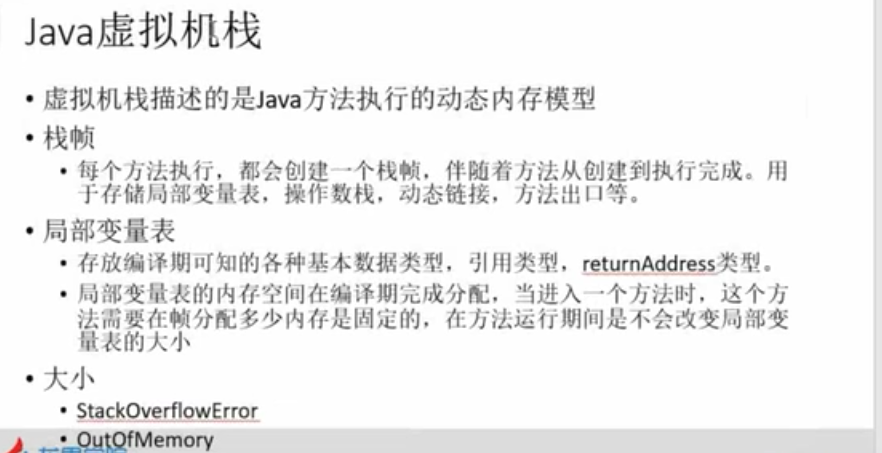 Java虚拟机栈
• 虚拟机栈描述的是Java方法执行的动态内存模型
• 栈帧
• 每个方法执行，都会创建一个栈帧，伴随着方法从创建到执行完成。用
于存储局部变量表，操作数栈，动态链接，方法出口等。
• 局部变量表
• 存放编译期可知的各种基本数据类型，引用类型，returnAddress类型。
• 局部变量表的内存空间在编译期完成分配，当进入一个方法时，这个方
法需要在帧分配多少内存是固定的，在方法运行期间是不会改变局部变
量表的大小
• 大小
• StackOverflowError
• OutOfMemory